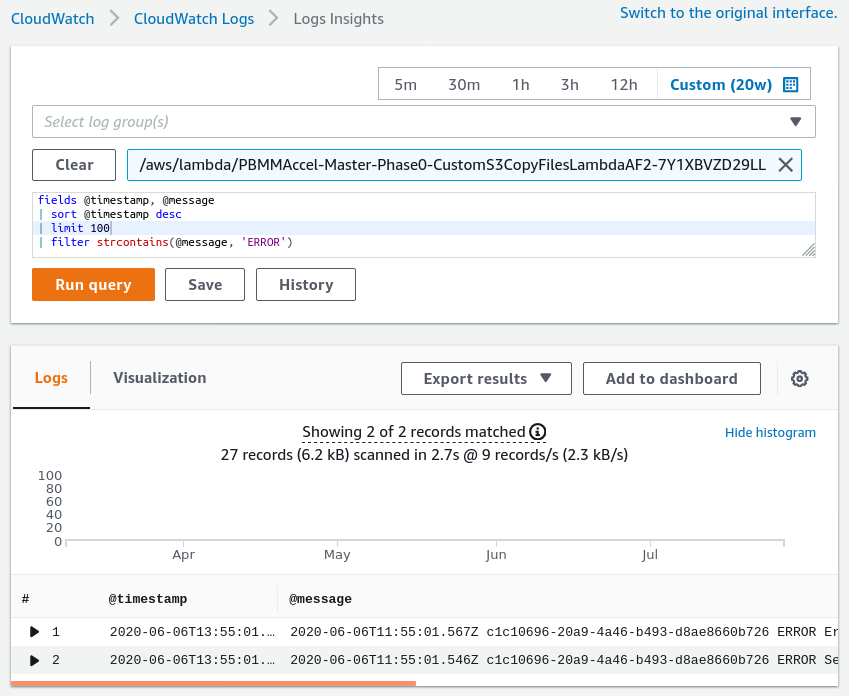 CloudWatch > CloudWatch Logs > Logs Insights
Switch to the original interface.
5m 30m 1h 3h 12h Custom (20w)
Select log group(s)
Clear /aws/lambda/PBMMAccel-Master-Phase0-CustomS3CopyFilesLambdaAF2-7Y1XBVZD29LL
fields @timestamp, @message
| sort @timestamp desc
| limit 100
| filter strcontains(@message, 'ERROR')
Run query Save History
Logs Visualization Export results Add to dashboard
Showing 2 of 2 records matched
Hide histogram
27 records (6.2 kB) scanned in 2.7s @ 9 records/s (2.3 kB/s)
100
80
60
40
20
0
Apr May Jun Jul
# @timestamp @message
1 2020-06-06T13:55:01.… 2020-06-06T11:55:01.567Z c1c10696-20a9-4a46-b493-d8ae8660b726 ERROR Er
2 2020-06-06T13:55:01.… 2020-06-06T11:55:01.546Z c1c10696-20a9-4a46-b493-d8ae8660b726 ERROR Se